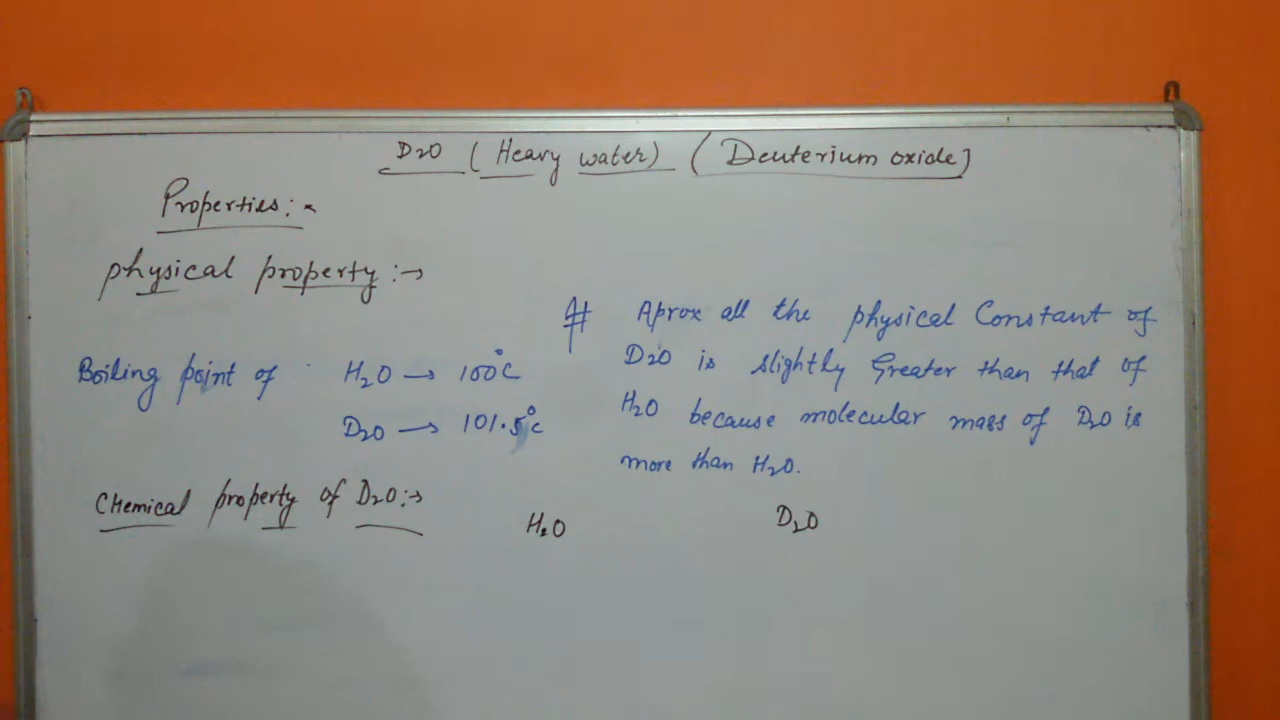 D2O (Heavy water) (Deuterium oxide)
Properties:-
physical property :→
Boiling point of H2O → 100°C
D2O → 101.5°c
# Aprox all the physical Constant of
D2O is slightly Greater than that of
H2O because molecular mass of D2O is
more than H2O.
CHemical property of D2O:→
H2O D2O